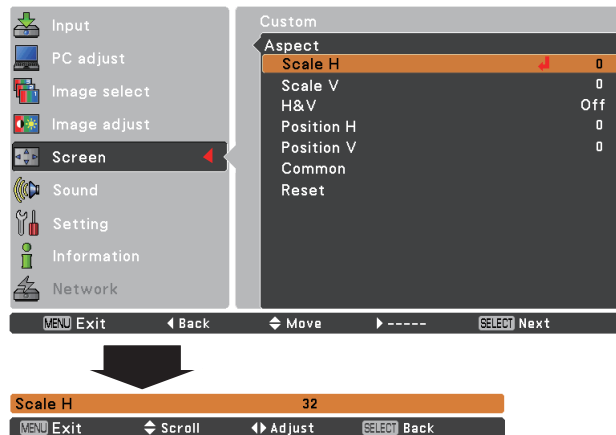 Input
PC adjust
Image select
Image adjust
Screen
Sound
Setting
Information
Network
Custom
Aspect
Scale H 0
Scale V 0
H&V Off
Position H 0
Position V 0
Common
Reset
MENU Exit Back Move ----- SELECT Next
Scale H 32
MENU Exit Scroll Adjust SELECT Back